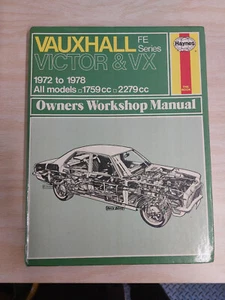 VAUXHALL FE
Series
VICTOR & VX
Haynes
1972 to 1978
All models □ 1759cc □ 2279cc
Owners Workshop Manual